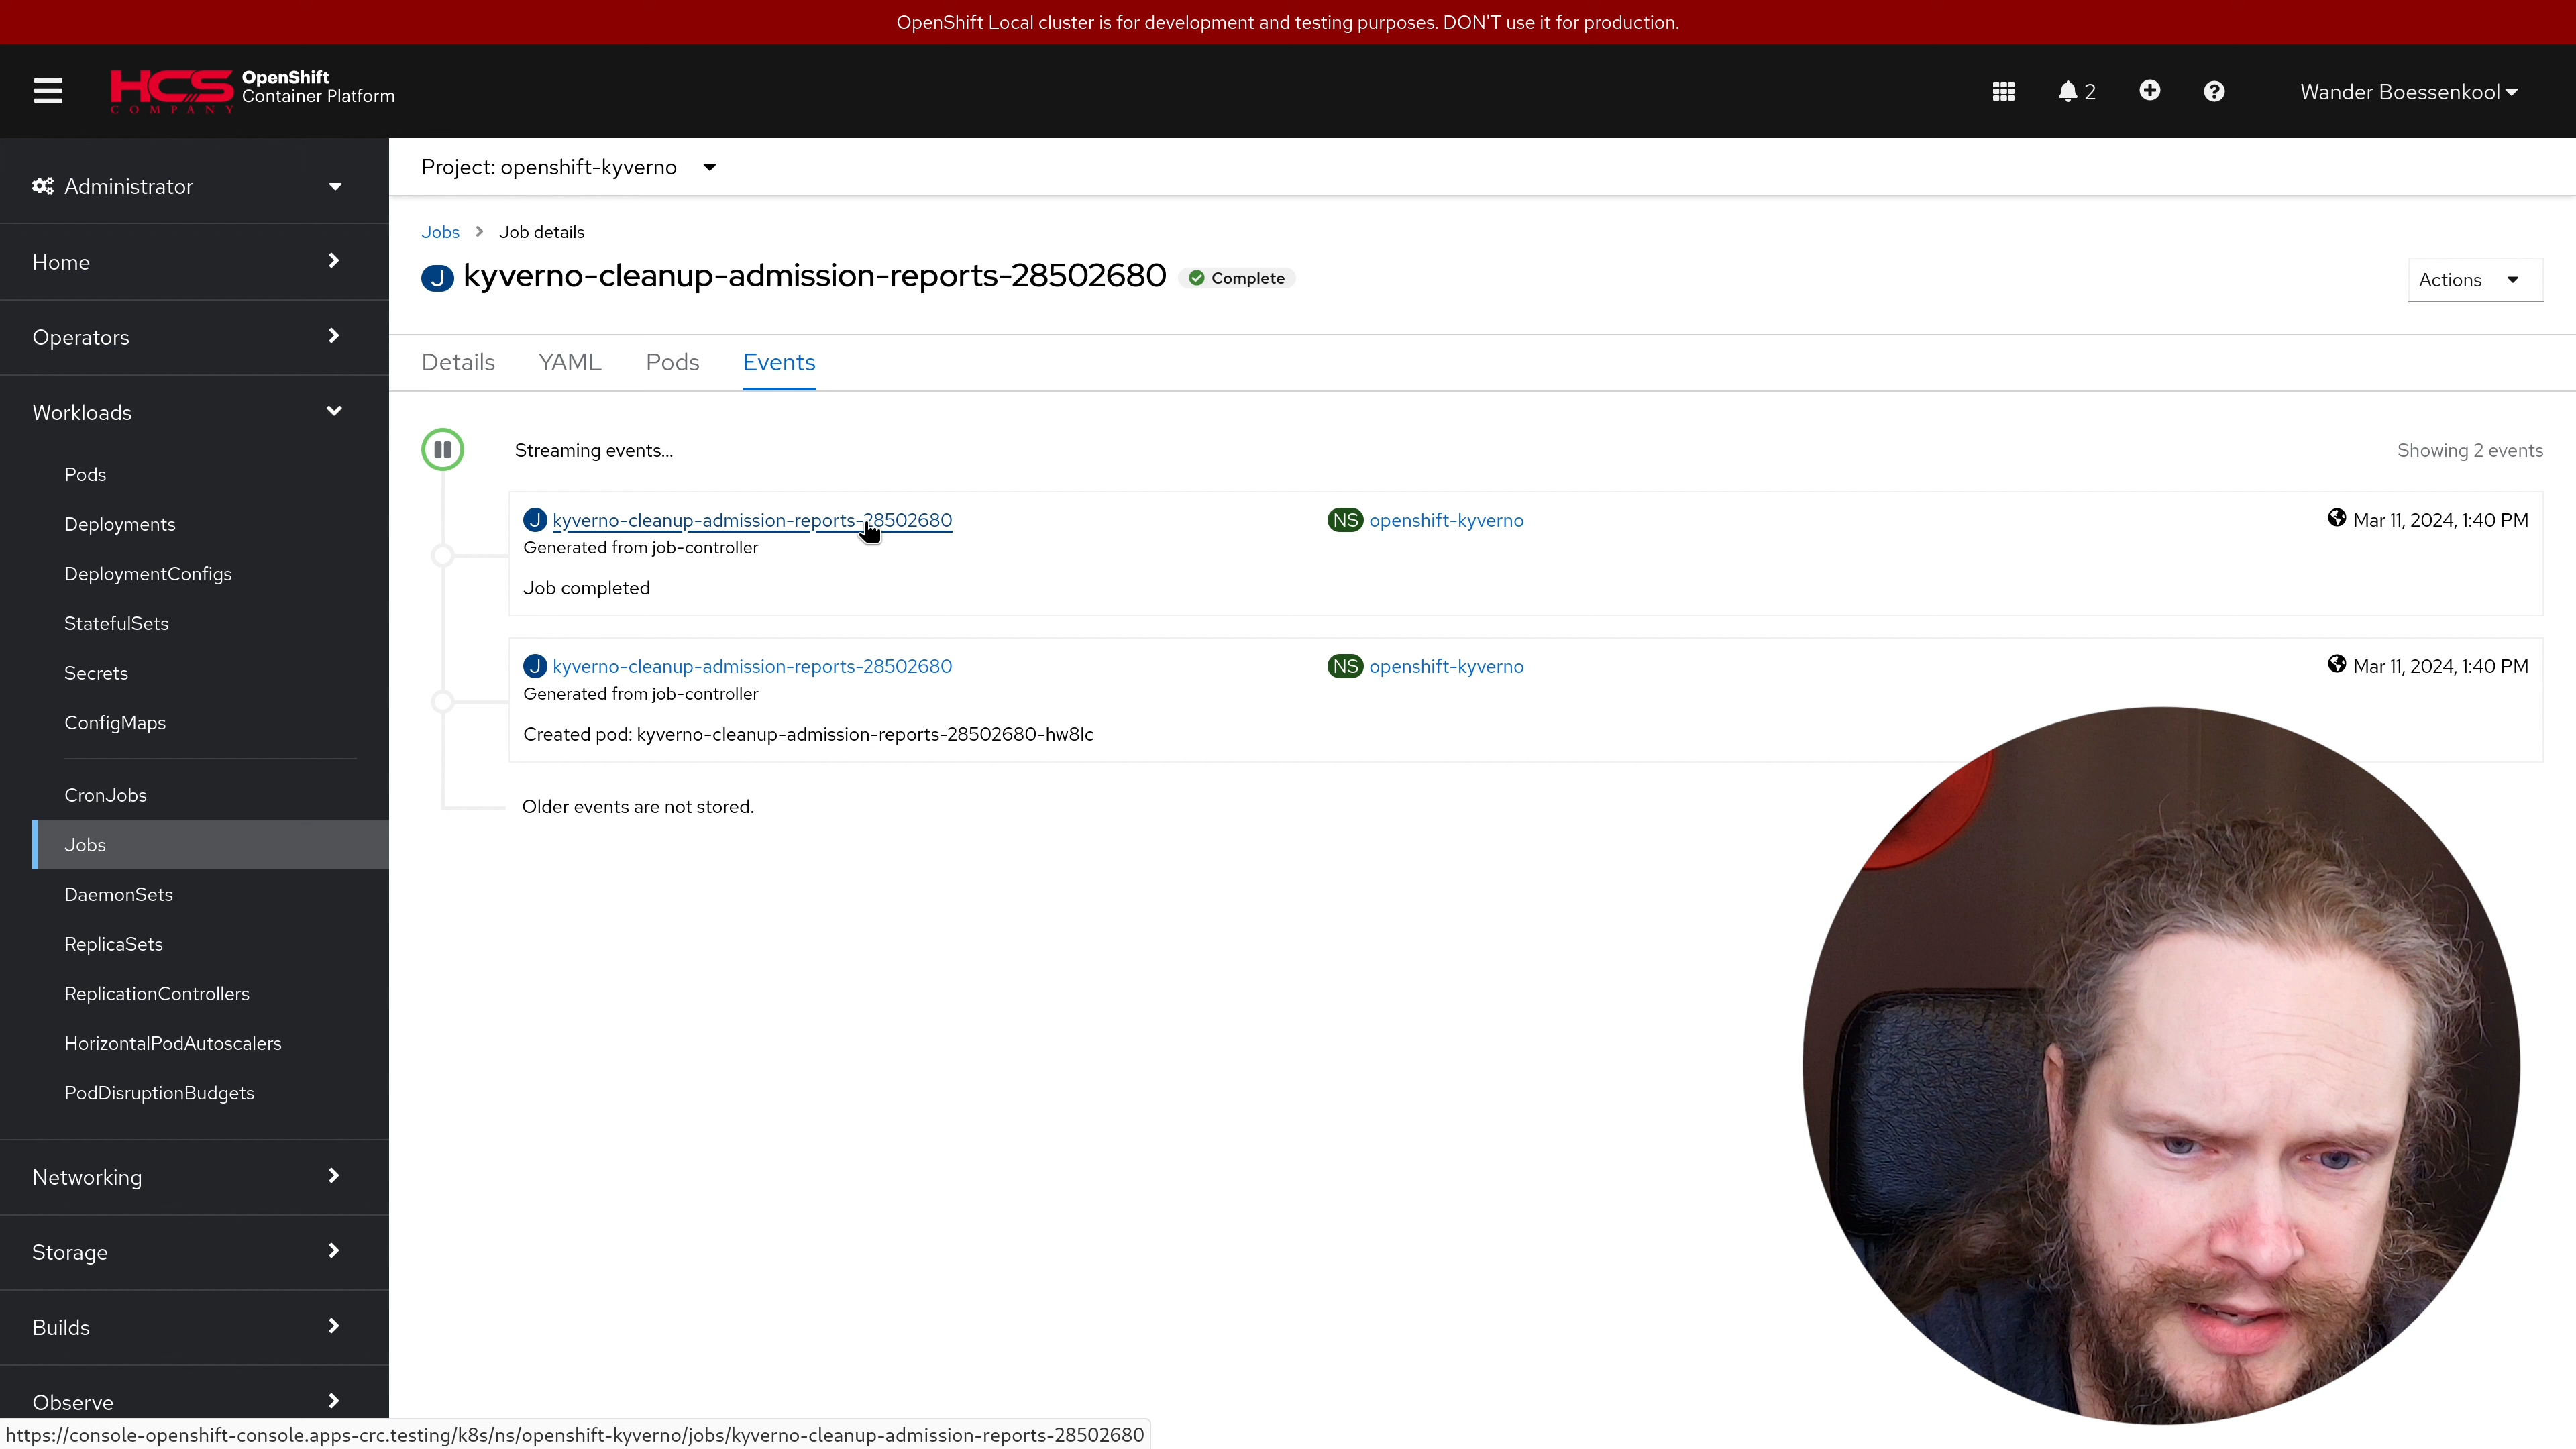 OpenShift Local cluster is for development and testing purposes. DON'T use it for production.
HCS
COMPANY
OpenShift
Container Platform
2
Wander Boessenkool
Administrator
Home
Operators
Workloads
Pods
Deployments
DeploymentConfigs
StatefulSets
Secrets
ConfigMaps
CronJobs
Jobs
DaemonSets
ReplicaSets
ReplicationControllers
HorizontalPodAutoscalers
PodDisruptionBudgets
Networking
Storage
Builds
Observe
Project: openshift-kyverno
Jobs > Job details
J kyverno-cleanup-admission-reports-28502680 Complete
Actions
Details YAML Pods Events
Streaming events...
Showing 2 events
J kyverno-cleanup-admission-reports-28502680 NS openshift-kyverno Mar 11, 2024, 1:40 PM
Generated from job-controller
Job completed
J kyverno-cleanup-admission-reports-28502680 NS openshift-kyverno Mar 11, 2024, 1:40 PM
Generated from job-controller
Created pod: kyverno-cleanup-admission-reports-28502680-hw8lc
Older events are not stored.
https://console-openshift-console.apps-crc.testing/k8s/ns/openshift-kyverno/jobs/kyverno-cleanup-admission-reports-28502680